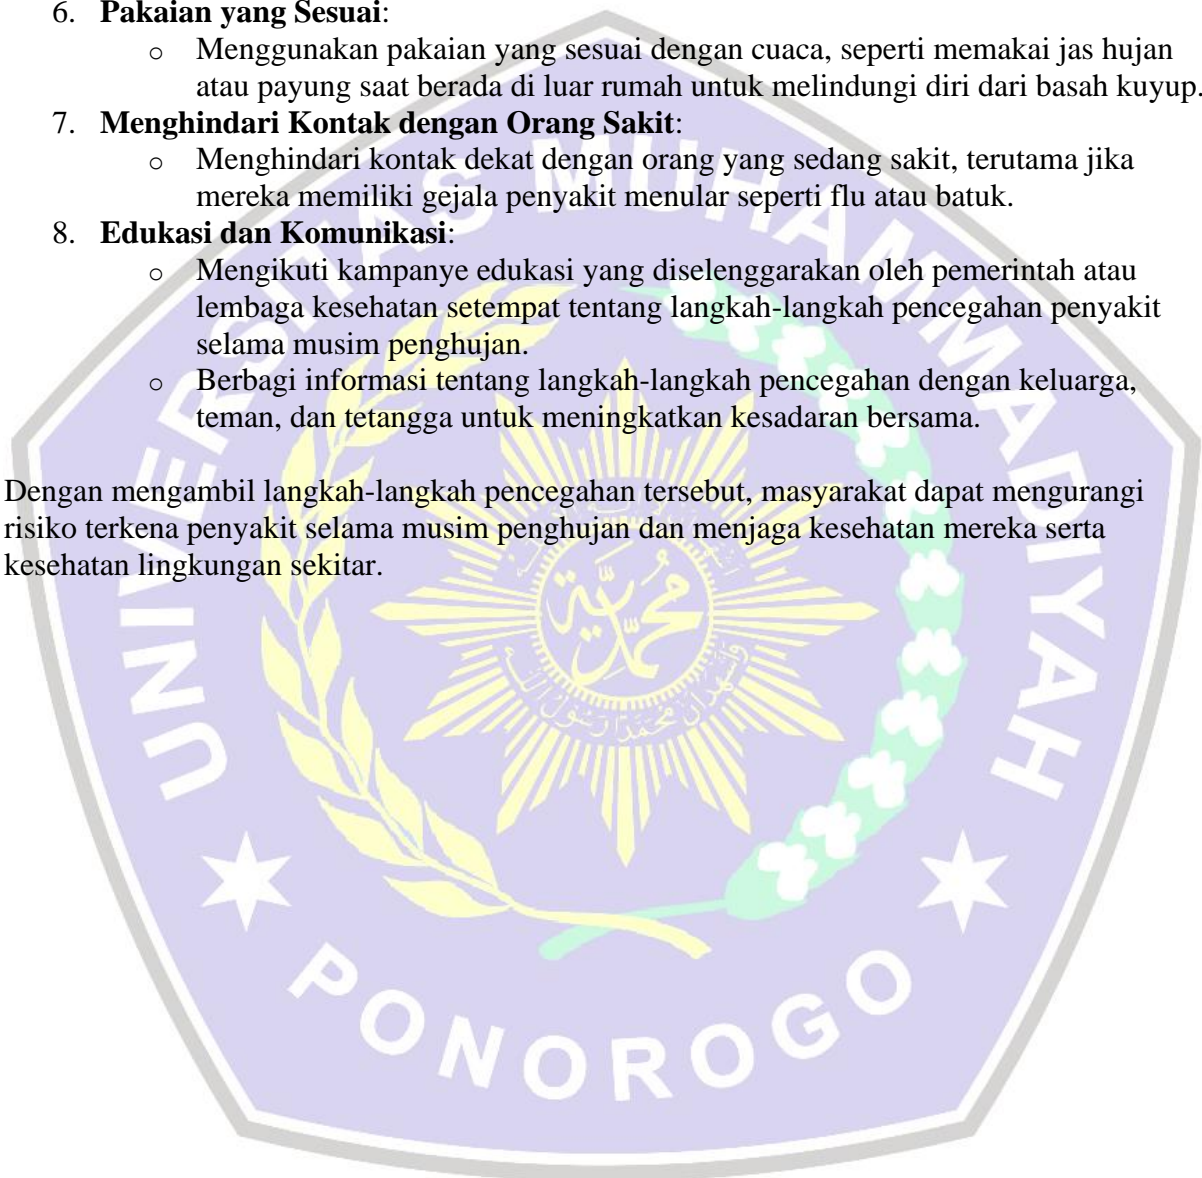 6. Pakaian yang Sesuai:
o Menggunakan pakaian yang sesuai dengan cuaca, seperti memakai jas hujan
atau payung saat berada di luar rumah untuk melindungi diri dari basah kuyup.
7. Menghindari Kontak dengan Orang Sakit:
o Menghindari kontak dekat dengan orang yang sedang sakit, terutama jika
mereka memiliki gejala penyakit menular seperti flu atau batuk.
8. Edukasi dan Komunikasi:
o Mengikuti kampanye edukasi yang diselenggarakan oleh pemerintah atau
lembaga kesehatan setempat tentang langkah-langkah pencegahan penyakit
selama musim penghujan.
o Berbagi informasi tentang langkah-langkah pencegahan dengan keluarga,
teman, dan tetangga untuk meningkatkan kesadaran bersama.
Dengan mengambil langkah-langkah pencegahan tersebut, masyarakat dapat mengurangi
risiko terkena penyakit selama musim penghujan dan menjaga kesehatan mereka serta
kesehatan lingkungan sekitar.
UNIVERSITAS MUHAMMADIYAH
محمدية
PONOROGO